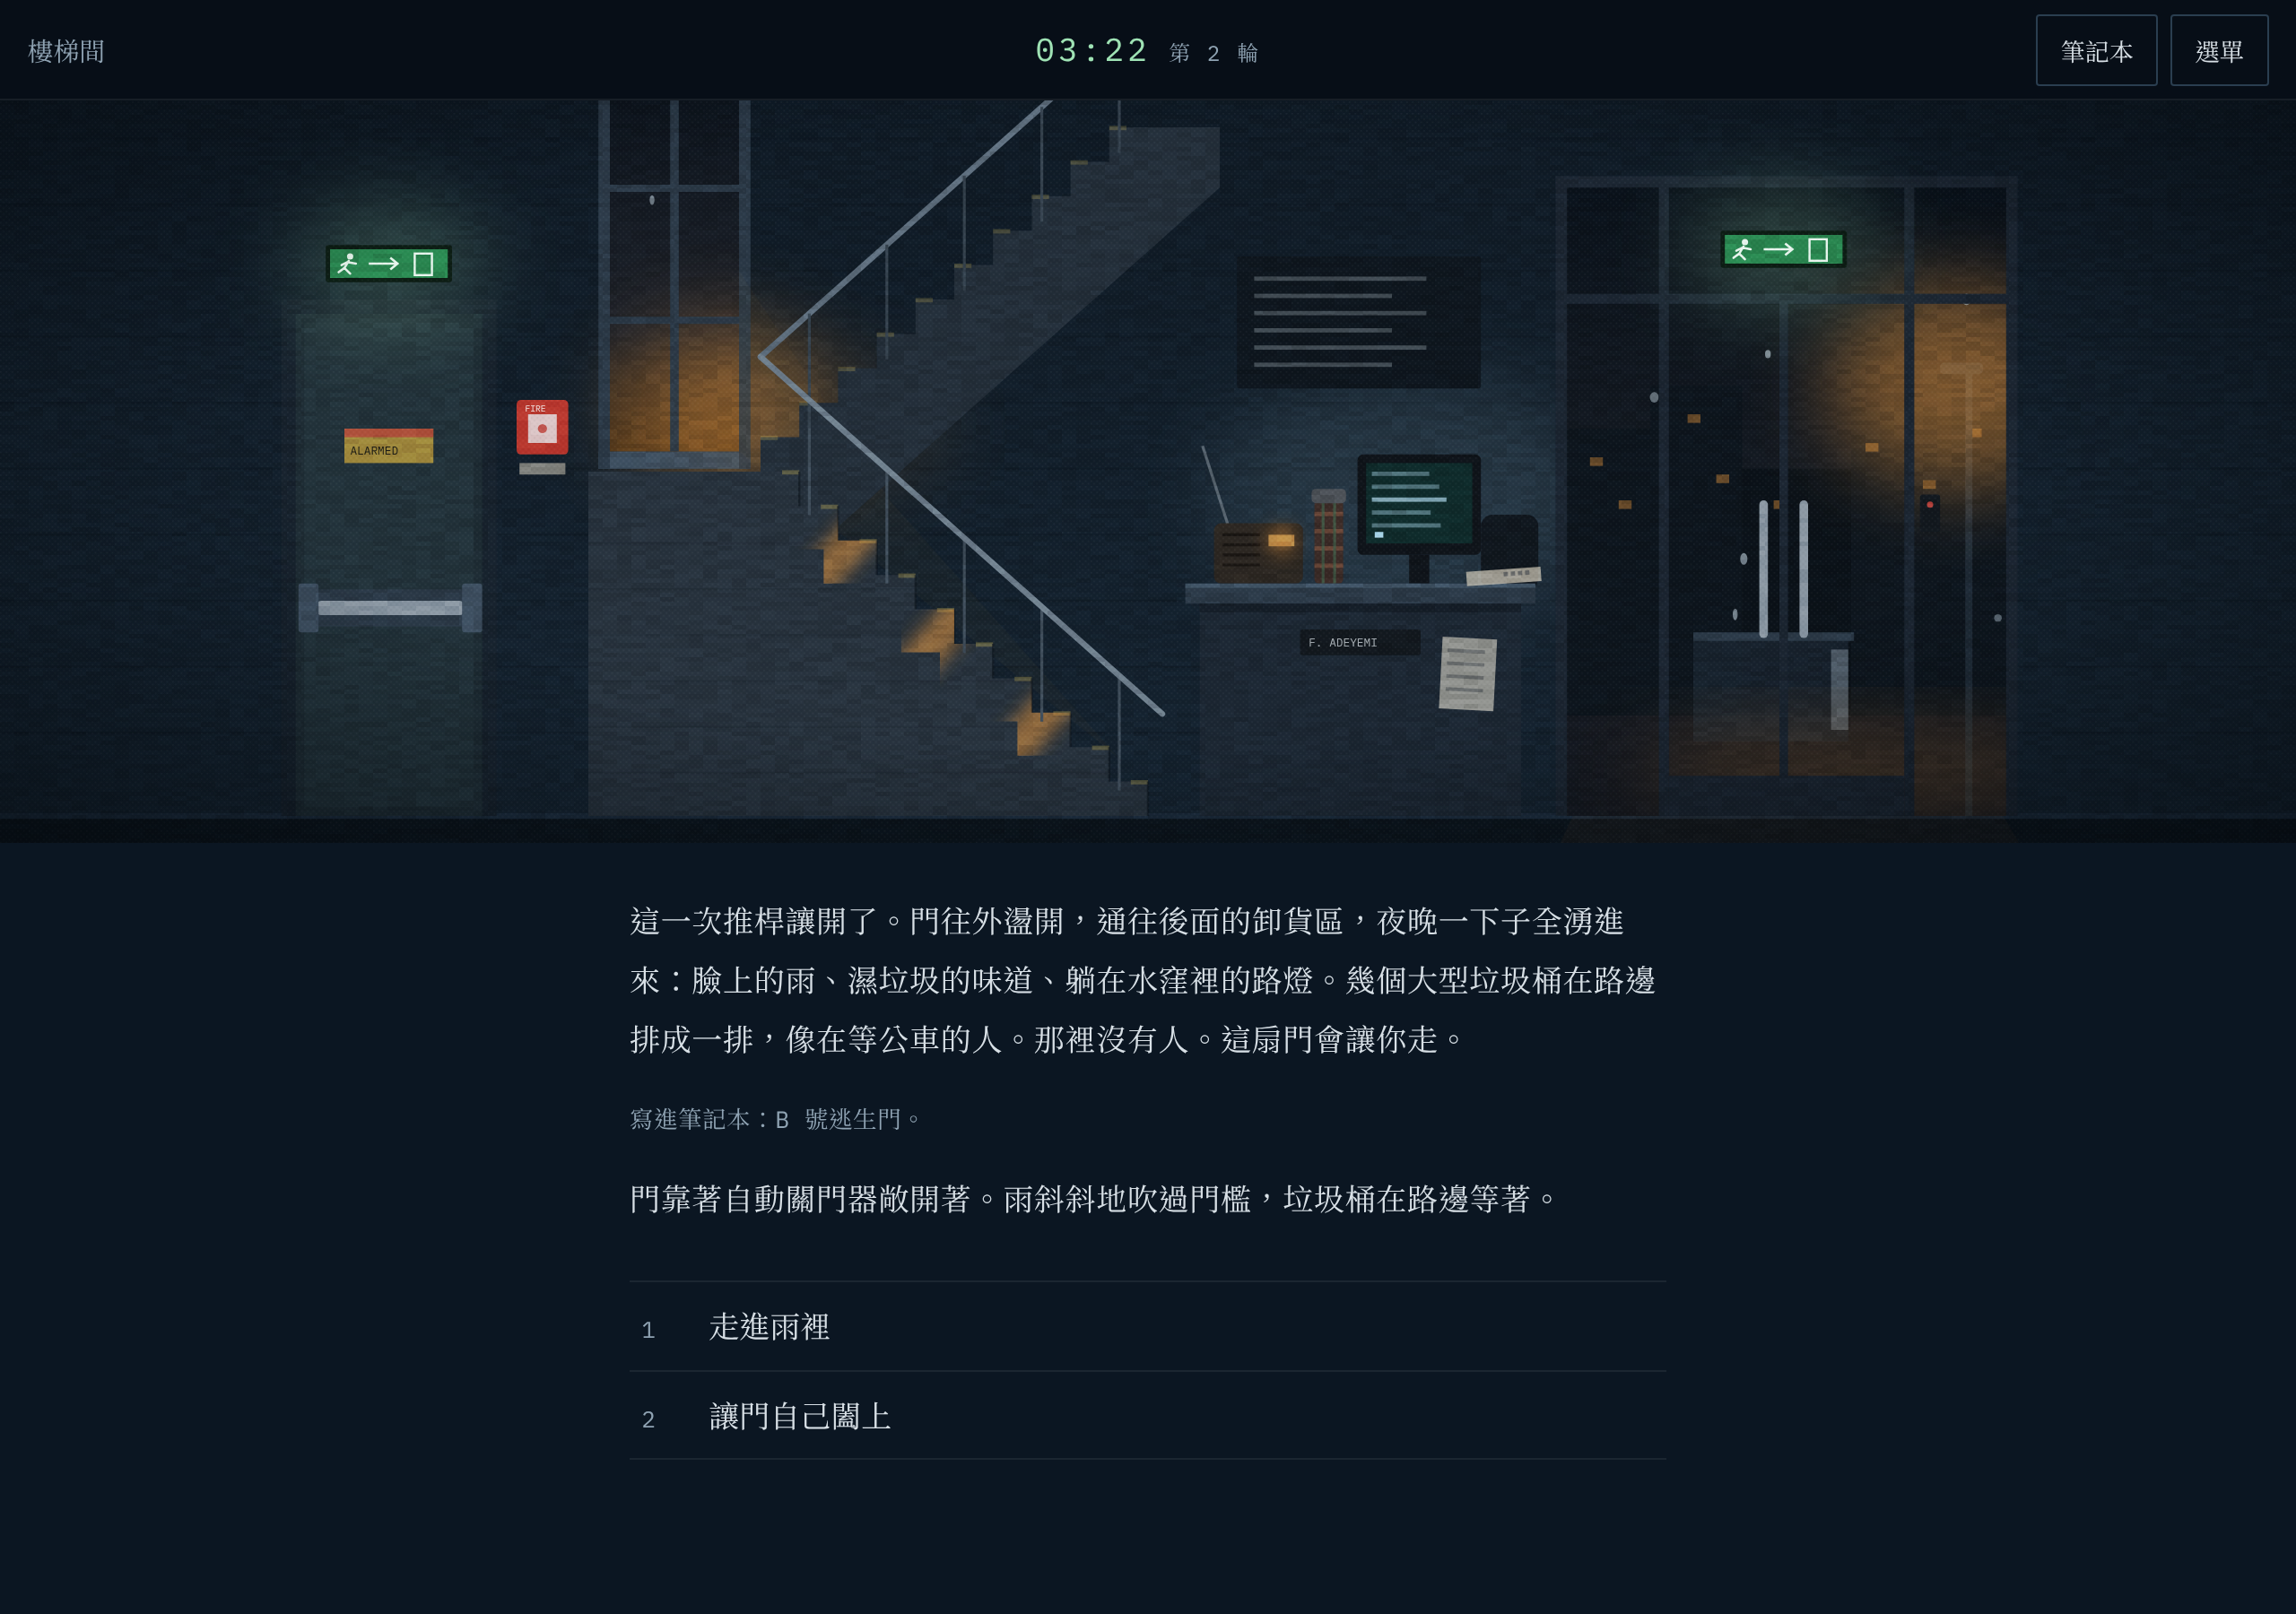 樓梯間
03:22 第 2 輪
筆記本
選單
FIRE
ALARMED
F. ADEYEMI
這一次推桿讓開了。門往外盪開，通往後面的卸貨區，夜晚一下子全湧進
來：臉上的雨、濕垃圾的味道、躺在水窪裡的路燈。幾個大型垃圾桶在路邊
排成一排，像在等公車的人。那裡沒有人。這扇門會讓你走。
寫進筆記本：B 號逃生門。
門靠著自動關門器敞開著。雨斜斜地吹過門檻，垃圾桶在路邊等著。
1 走進雨裡
2 讓門自己闔上